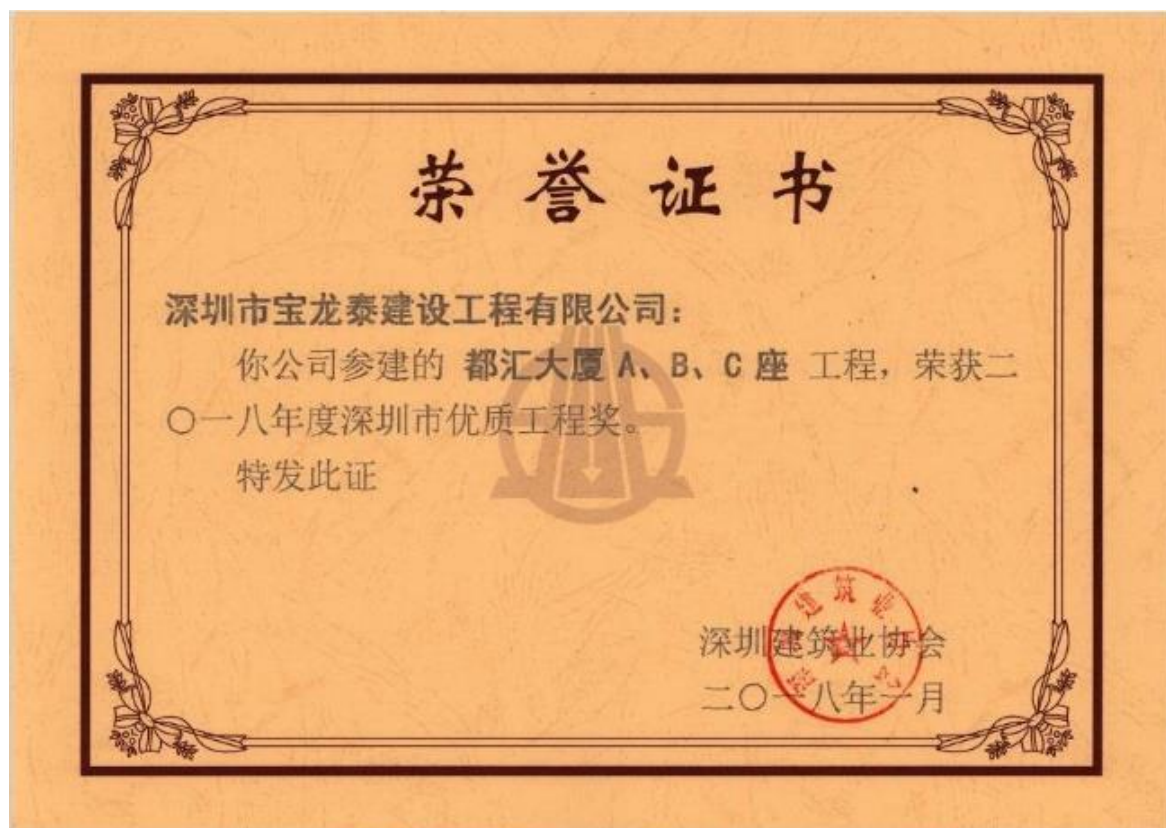 荣誉证书
深圳市宝龙泰建设工程有限公司：
你公司参建的 都汇大厦 A、B、C 座 工程，荣获二
〇一八年度深圳市优质工程奖。
特发此证
深圳建筑业协会
二〇一八年一月